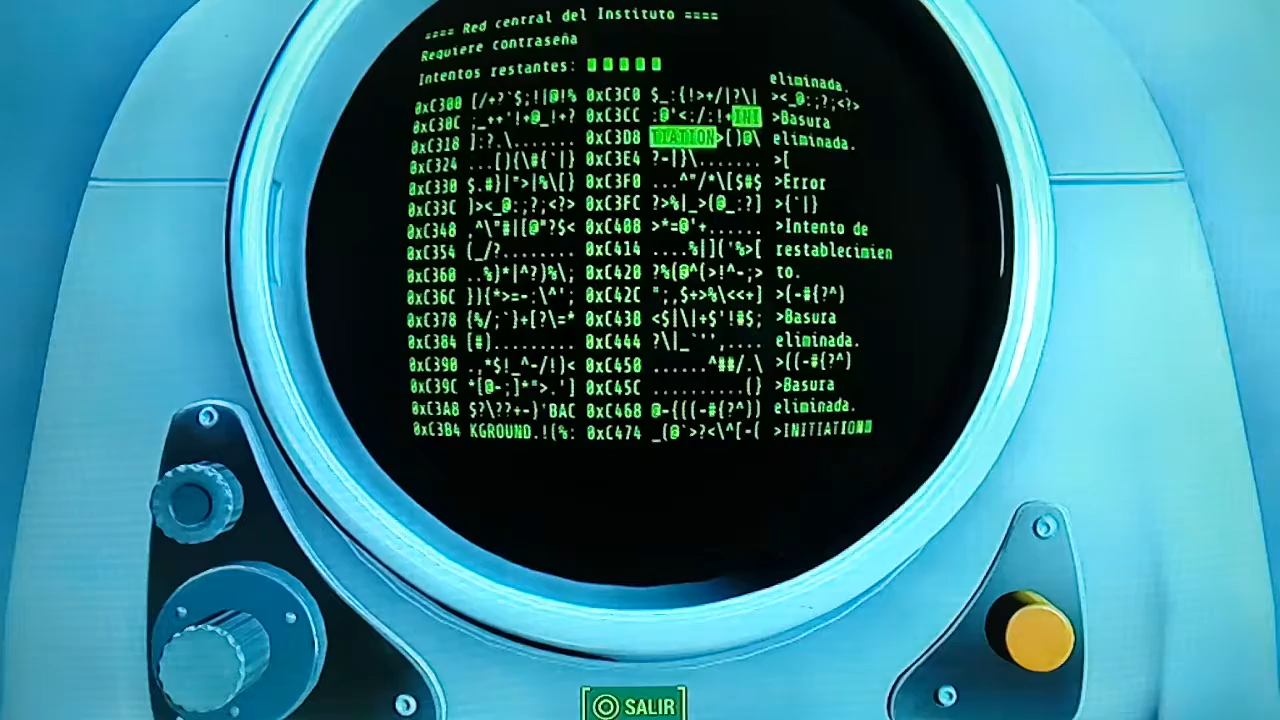 ==== Red central del Instituto ====
Requiere contraseña
Intentos restantes:
0xC300 [/+?`$;!|@!% 0xC3C0 $_:{!>+/|?\|
0xC30C ;_++'!+@_!+? 0xC3CC :@'<:/:!+INI
0xC318 ]:?.\....... 0xC3D8 TIATION>[)@\
0xC324 ...[){\#{`|} 0xC3E4 ?-|}\.......
0xC330 $.#}|">|%\[} 0xC3F0 ...^"/*\[$#$
0xC33C )><_@:;?;<?> 0xC3FC ?>%|_>(@_:?]
0xC348 ,^\"#|[@"?$< 0xC408 >*=@'+......
0xC354 (_/?........ 0xC414 ....%|]('%>[
0xC360 ..%)*|^?)%\; 0xC420 ?%(@^(>!^-;>
0xC36C }){*>=-:\^'; 0xC42C ";,$+>%\<<+]
0xC378 {%/;`}+[?\=* 0xC438 <$|\|+$'!#$;
0xC384 [#)......... 0xC444 ?\|_``',....
0xC390 .,*$!_^-/!)< 0xC450 ......^##/.\
0xC39C *[@-;]*">.'] 0xC45C ..........(}
0xC3A8 $?\??+-}'BAC 0xC468 @-{((-#{?^))
0xC3B4 KGROUND.!(%: 0xC474 _(@`>?<\^[-(
eliminada.
><_@:;?;<?>
>Basura
eliminada.
>[
>Error
>{`|}
>Intento de
restablecimien
to.
>(-#{?^)
>Basura
eliminada.
>((-#{?^)
>Basura
eliminada.
>INITIATION
SALIR